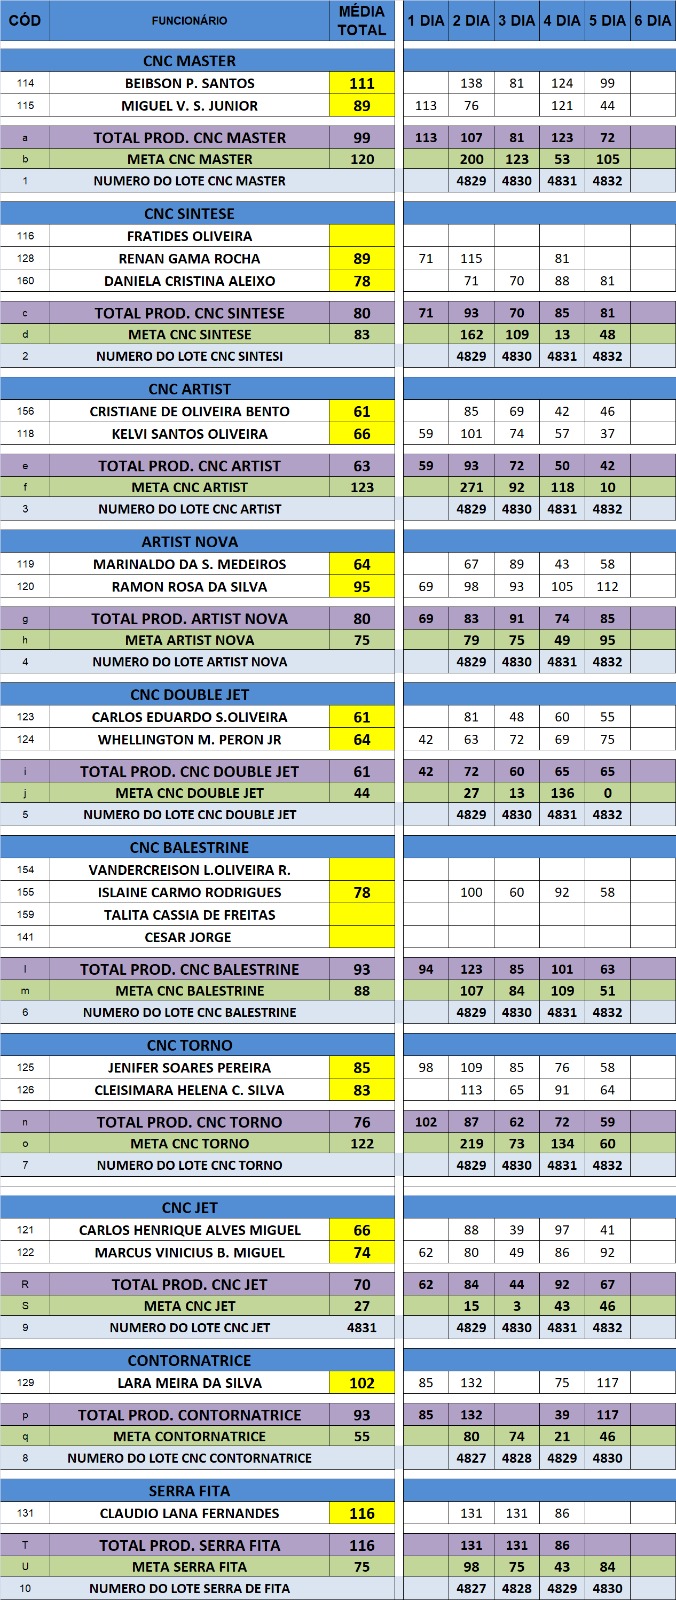 CÓD FUNCIONÁRIO MÉDIA TOTAL 1 DIA 2 DIA 3 DIA 4 DIA 5 DIA 6 DIA
CNC MASTER
114 BEIBSON P. SANTOS 111 138 81 124 99
115 MIGUEL V. S. JUNIOR 89 113 76 121 44
a TOTAL PROD. CNC MASTER 99 113 107 81 123 72
b META CNC MASTER 120 200 123 53 105
1 NUMERO DO LOTE CNC MASTER 4829 4830 4831 4832
CNC SINTESE
116 FRATIDES OLIVEIRA
128 RENAN GAMA ROCHA 89 71 115 81
160 DANIELA CRISTINA ALEIXO 78 71 70 88 81
c TOTAL PROD. CNC SINTESE 80 71 93 70 85 81
d META CNC SINTESE 83 162 109 13 48
2 NUMERO DO LOTE CNC SINTESI 4829 4830 4831 4832
CNC ARTIST
156 CRISTIANE DE OLIVEIRA BENTO 61 85 69 42 46
118 KELVI SANTOS OLIVEIRA 66 59 101 74 57 37
e TOTAL PROD. CNC ARTIST 63 59 93 72 50 42
f META CNC ARTIST 123 271 92 118 10
3 NUMERO DO LOTE CNC ARTIST 4829 4830 4831 4832
ARTIST NOVA
119 MARINALDO DA S. MEDEIROS 64 67 89 43 58
120 RAMON ROSA DA SILVA 95 69 98 93 105 112
g TOTAL PROD. ARTIST NOVA 80 69 83 91 74 85
h META ARTIST NOVA 75 79 75 49 95
4 NUMERO DO LOTE ARTIST NOVA 4829 4830 4831 4832
CNC DOUBLE JET
123 CARLOS EDUARDO S.OLIVEIRA 61 81 48 60 55
124 WHELLINGTON M. PERON JR 64 42 63 72 69 75
i TOTAL PROD. CNC DOUBLE JET 61 42 72 60 65 65
j META CNC DOUBLE JET 44 27 13 136 0
5 NUMERO DO LOTE CNC DOUBLE JET 4829 4830 4831 4832
CNC BALESTRINE
154 VANDERCREISON L.OLIVEIRA R.
155 ISLAINE CARMO RODRIGUES 78 100 60 92 58
159 TALITA CASSIA DE FREITAS
141 CESAR JORGE
l TOTAL PROD. CNC BALESTRINE 93 94 123 85 101 63
m META CNC BALESTRINE 88 107 84 109 51
6 NUMERO DO LOTE CNC BALESTRINE 4829 4830 4831 4832
CNC TORNO
125 JENIFER SOARES PEREIRA 85 98 109 85 76 58
126 CLEISIMARA HELENA C. SILVA 83 113 65 91 64
n TOTAL PROD. CNC TORNO 76 102 87 62 72 59
o META CNC TORNO 122 219 73 134 60
7 NUMERO DO LOTE CNC TORNO 4829 4830 4831 4832
CNC JET
121 CARLOS HENRIQUE ALVES MIGUEL 66 88 39 97 41
122 MARCUS VINICIUS B. MIGUEL 74 62 80 49 86 92
R TOTAL PROD. CNC JET 70 62 84 44 92 67
S META CNC JET 27 15 3 43 46
9 NUMERO DO LOTE CNC JET 4831 4829 4830 4831 4832
CONTORNATRICE
129 LARA MEIRA DA SILVA 102 85 132 75 117
p TOTAL PROD. CONTORNATRICE 93 85 132 39 117
q META CONTORNATRICE 55 80 74 21 46
8 NUMERO DO LOTE CNC CONTORNATRICE 4827 4828 4829 4830
SERRA FITA
131 CLAUDIO LANA FERNANDES 116 131 131 86
T TOTAL PROD. SERRA FITA 116 131 131 86
U META SERRA FITA 75 98 75 43 84
10 NUMERO DO LOTE SERRA DE FITA 4827 4828 4829 4830